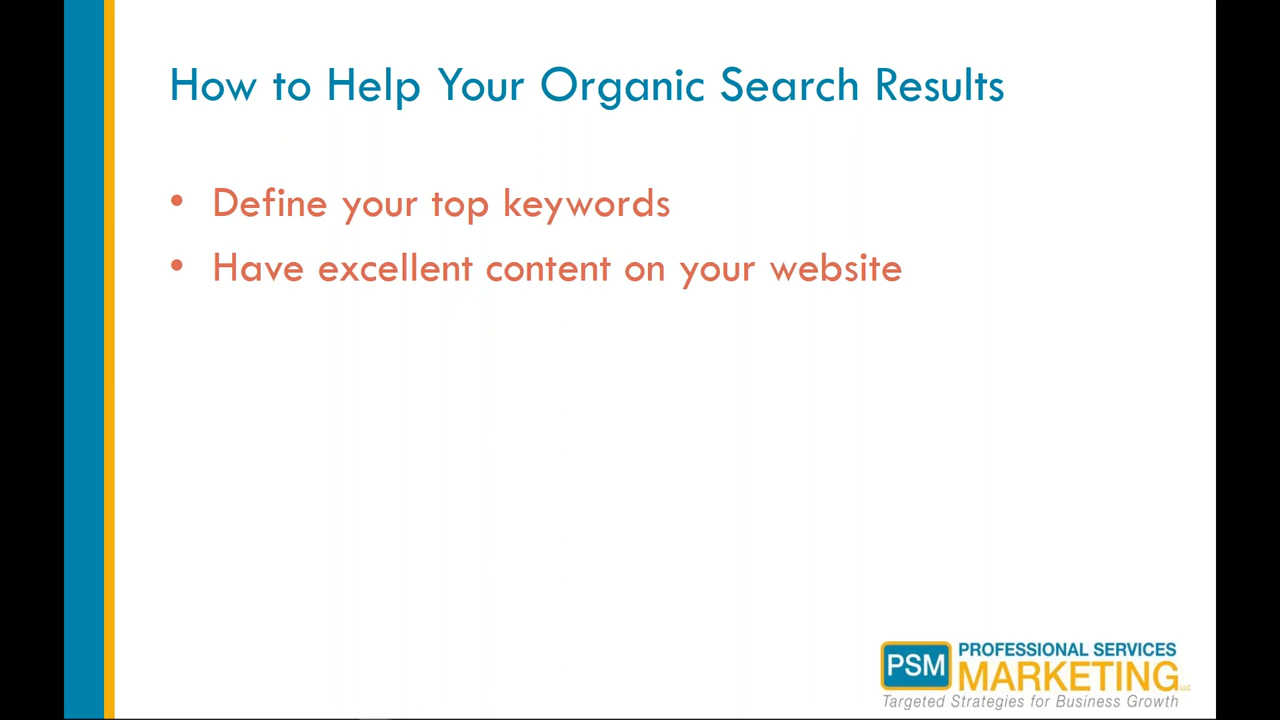 How to Help Your Organic Search Results
• Define your top keywords
• Have excellent content on your website
PSM
PROFESSIONAL SERVICES
MARKETING LLC
Targeted Strategies for Business Growth